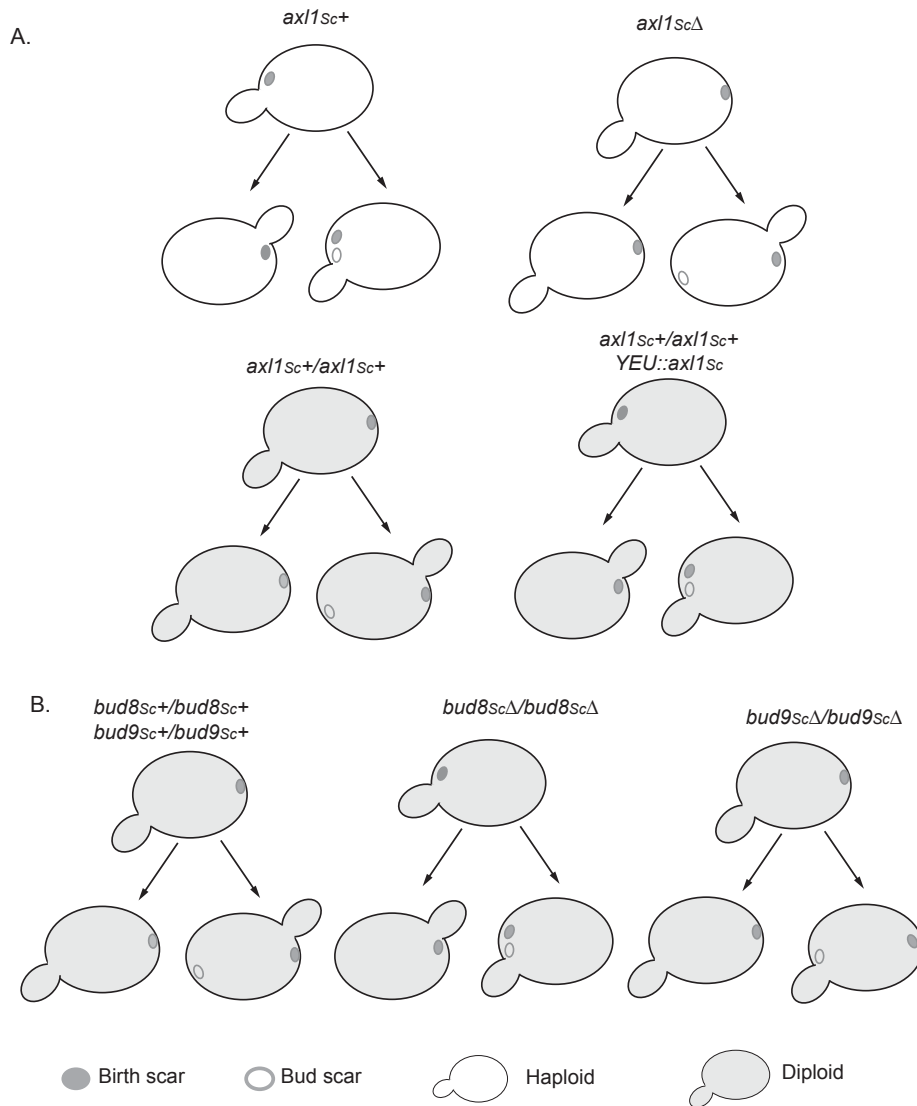 A.
axl1Sc+
axl1ScΔ
axl1Sc+/axl1Sc+
axl1Sc+/axl1Sc+
YEU::axl1Sc
B.
bud8Sc+/bud8Sc+
bud9Sc+/bud9Sc+
bud8ScΔ/bud8ScΔ
bud9ScΔ/bud9ScΔ
Birth scar
Bud scar
Haploid
Diploid